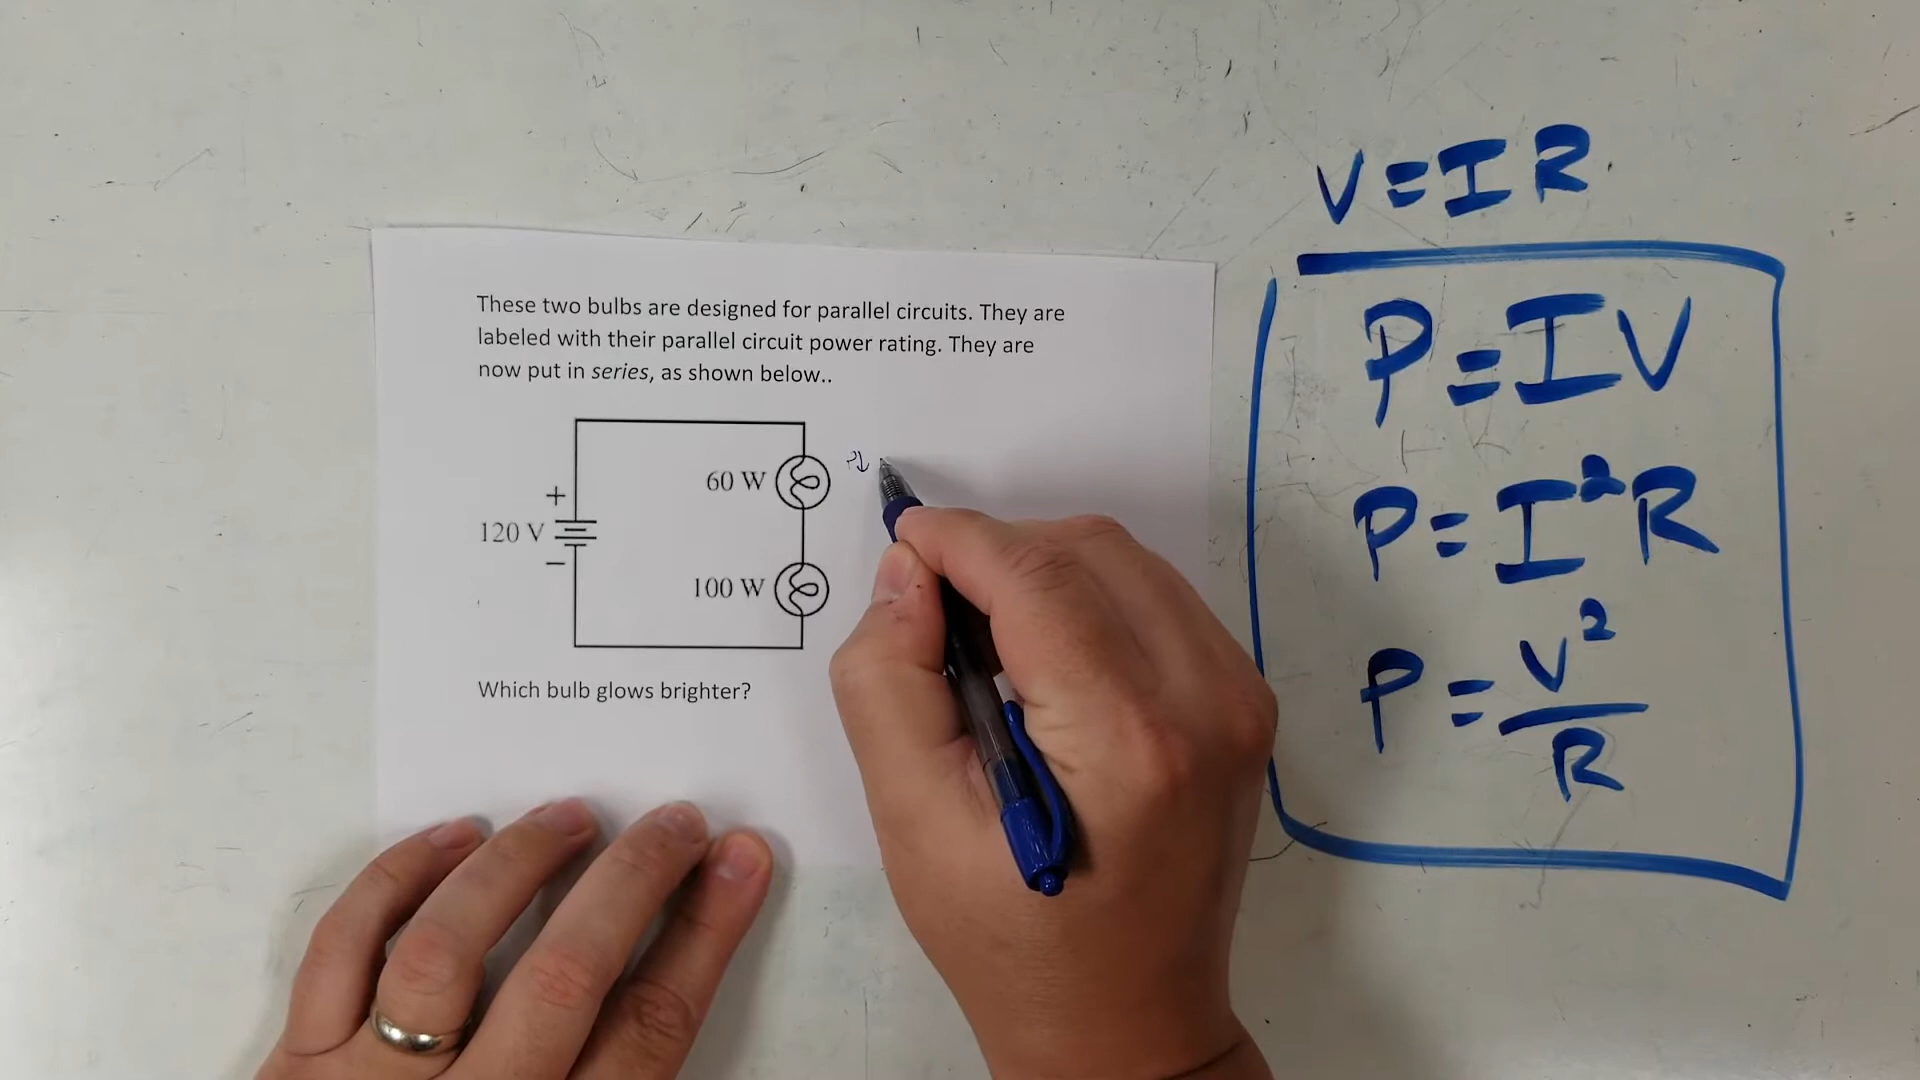 These two bulbs are designed for parallel circuits. They are
labeled with their parallel circuit power rating. They are
now put in series, as shown below..
60 W
P↓
+
120 V
−
100 W
Which bulb glows brighter?
V=IR
P=IV
P=I²R
P=V²/R